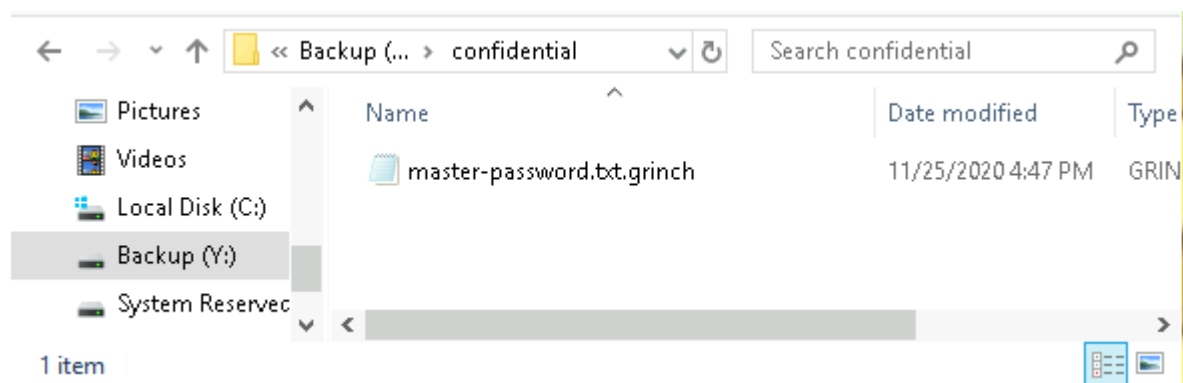 « Backup (... > confidential
Search confidential
Pictures
Videos
Local Disk (C:)
Backup (Y:)
System Reservec
Name
Date modified
Type
master-password.txt.grinch
11/25/2020 4:47 PM
GRIN
1 item